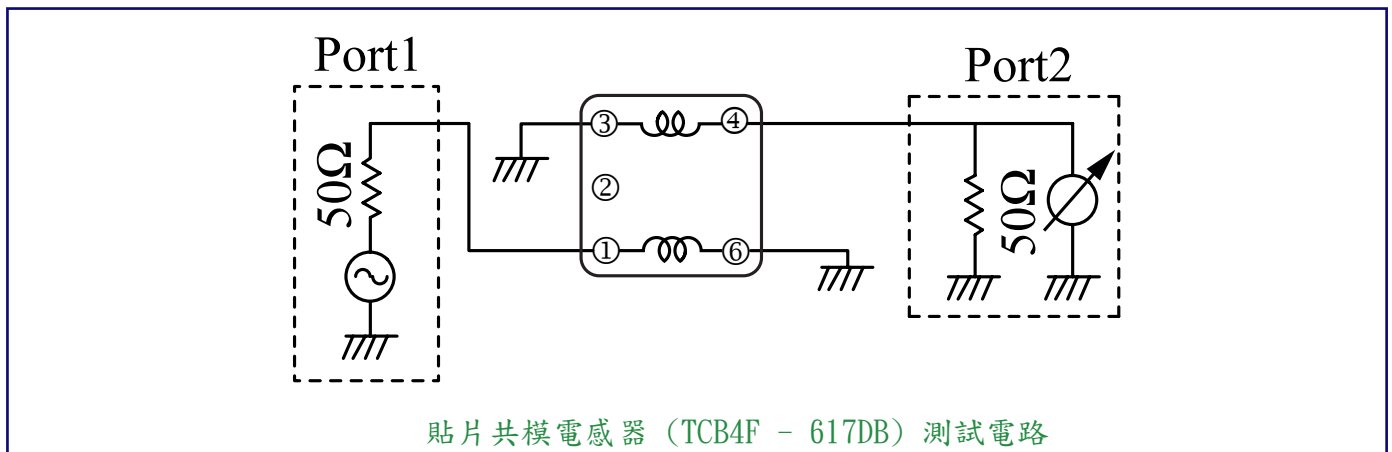 Port1
Port2
50Ω
③
④
②
①
⑥
50Ω
貼片共模電感器 (TCB4F - 617DB) 測試電路